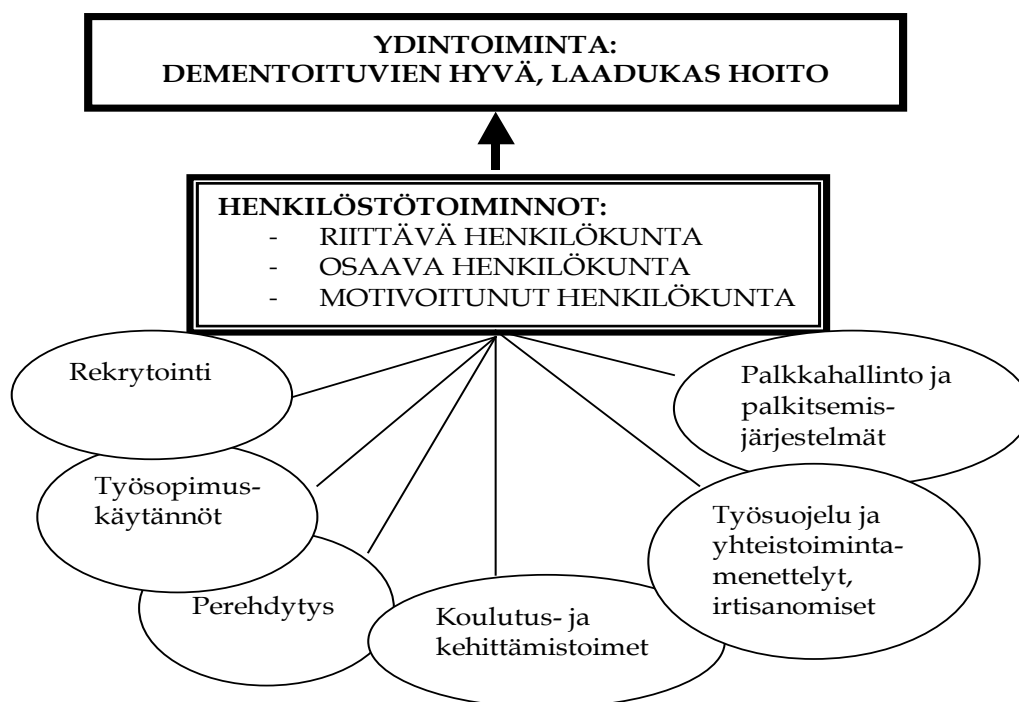 YDINTOIMINTA:
DEMENTOITUVIEN HYVÄ, LAADUKAS HOITO
HENKILÖSTÖTOIMINNOT:
- RIITTÄVÄ HENKILÖKUNTA
- OSAAVA HENKILÖKUNTA
- MOTIVOITUNUT HENKILÖKUNTA
Rekrytointi
Työsopimus-
käytännöt
Perehdytys
Koulutus- ja
kehittämistoimet
Työsuojelu ja
yhteistoiminta-
menettelyt,
irtisanomiset
Palkkahallinto ja
palkitsemis-
järjestelmät